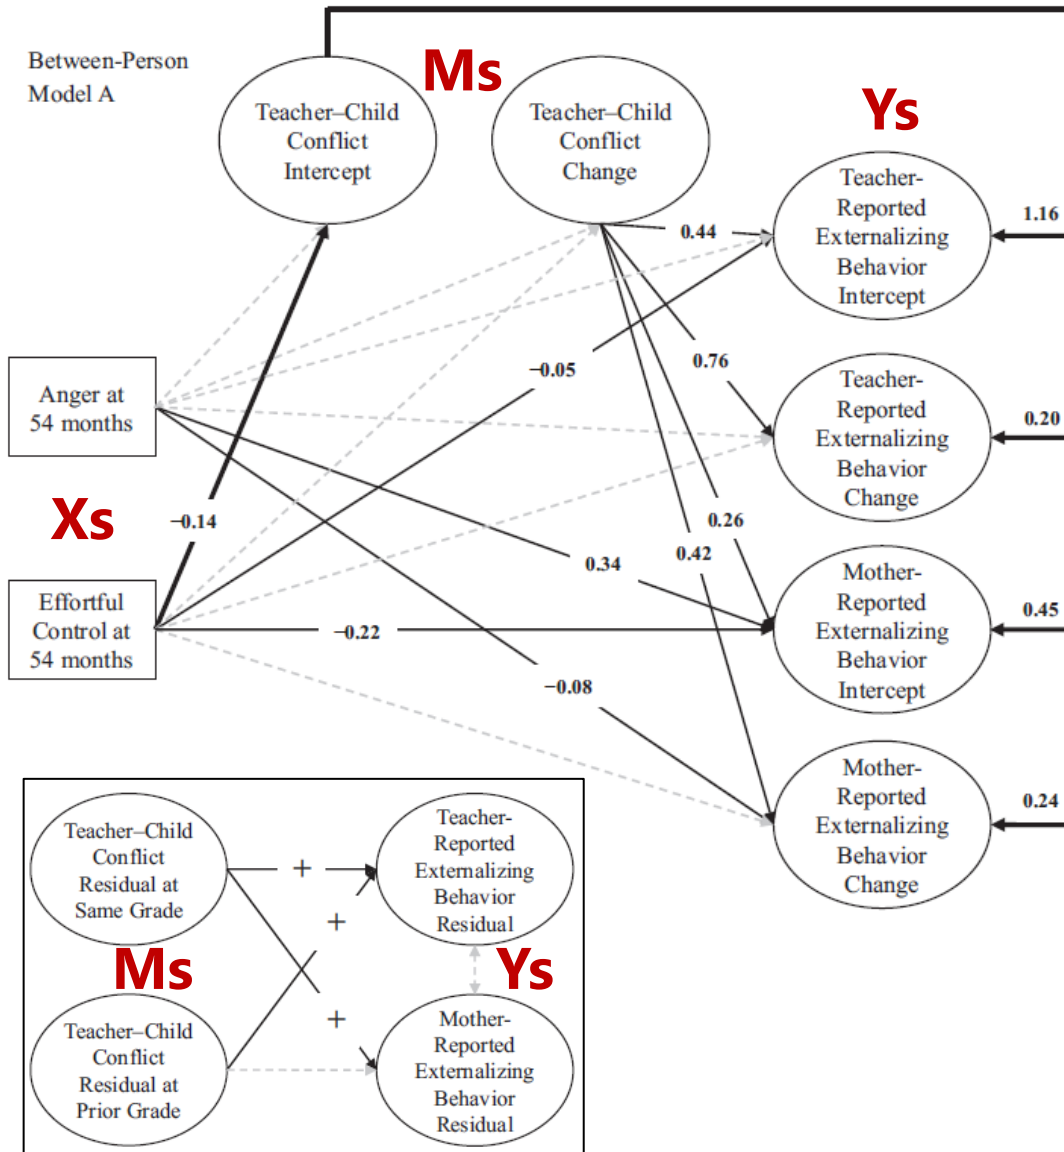 Between-Person
Model A
Teacher–Child
Conflict
Intercept
Ms
Teacher–Child
Conflict
Change
Ys
Teacher-
Reported
Externalizing
Behavior
Intercept
1.16
0.44
−0.05
0.76
Anger at
54 months
Teacher-
Reported
Externalizing
Behavior
Change
0.20
Xs
−0.14
0.26
0.42
0.34
Effortful
Control at
54 months
−0.22
Mother-
Reported
Externalizing
Behavior
Intercept
0.45
−0.08
Mother-
Reported
Externalizing
Behavior
Change
0.24
Teacher–Child
Conflict
Residual at
Same Grade
+
+
+
Teacher-
Reported
Externalizing
Behavior
Residual
Ms
Ys
Teacher–Child
Conflict
Residual at
Prior Grade
Mother-
Reported
Externalizing
Behavior
Residual